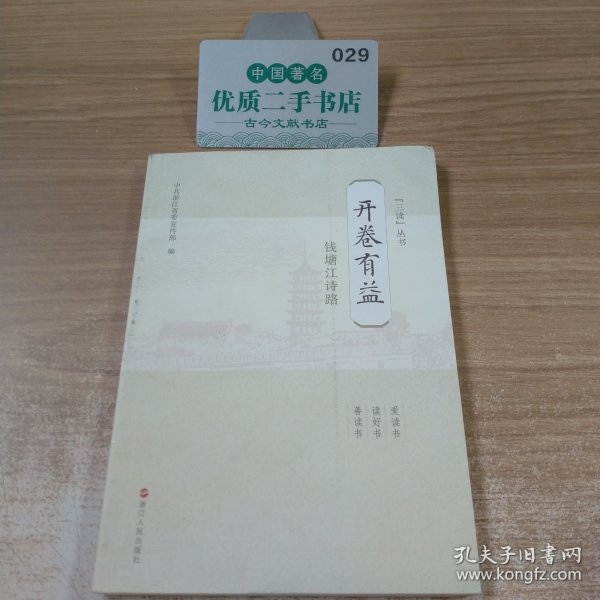 029
中国著名
优质二手书店
古今文献书店
「三读」丛书
开卷有益
钱塘江诗路
中共浙江省委宣传部 编
爱读书
读好书
善读书
浙江人民出版社
孔夫子旧书网
www.kongfz.com